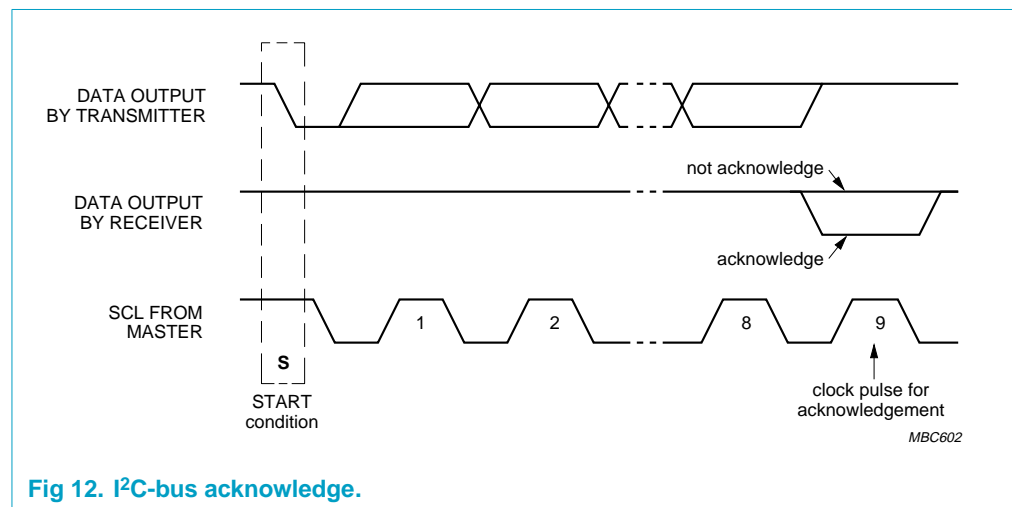 DATA OUTPUT
BY TRANSMITTER
not acknowledge
DATA OUTPUT
BY RECEIVER
acknowledge
SCL FROM
MASTER
1
2
8
9
S
START
condition
clock pulse for
acknowledgement
MBC602
Fig 12. I²C-bus acknowledge.